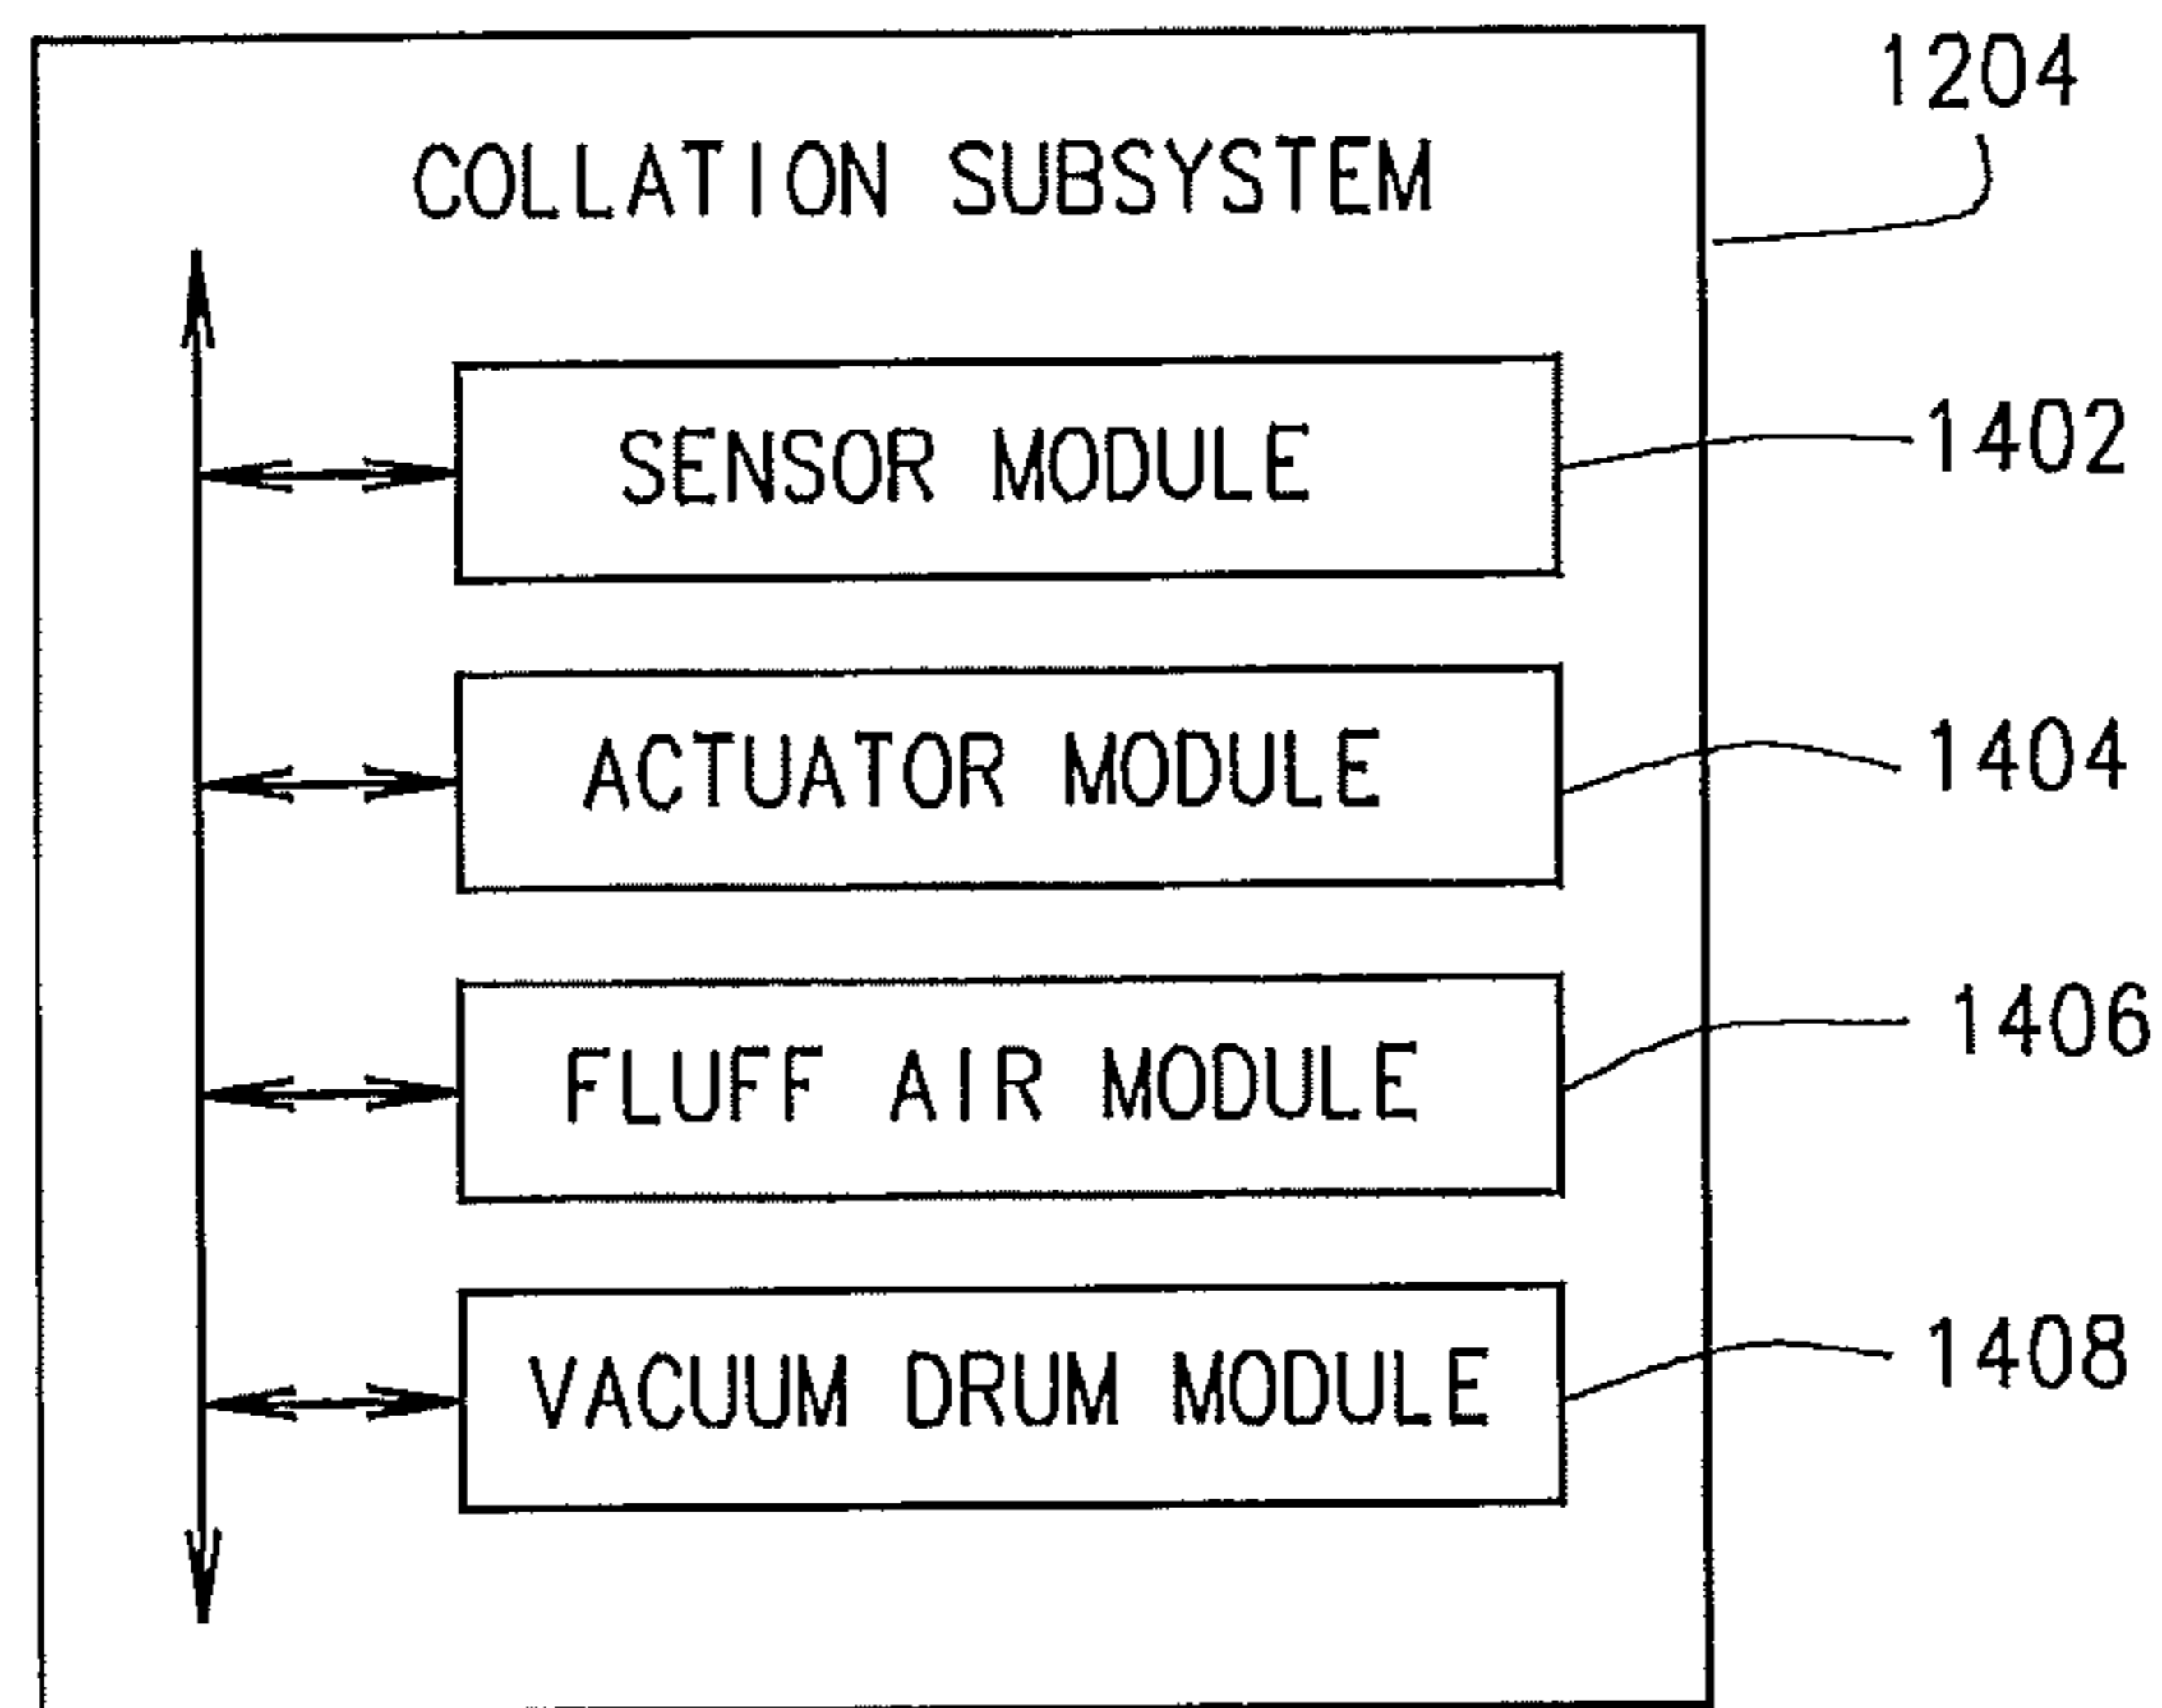 1204
COLLATION SUBSYSTEM
SENSOR MODULE
1402
ACTUATOR MODULE
1404
FLUFF AIR MODULE
1406
VACUUM DRUM MODULE
1408